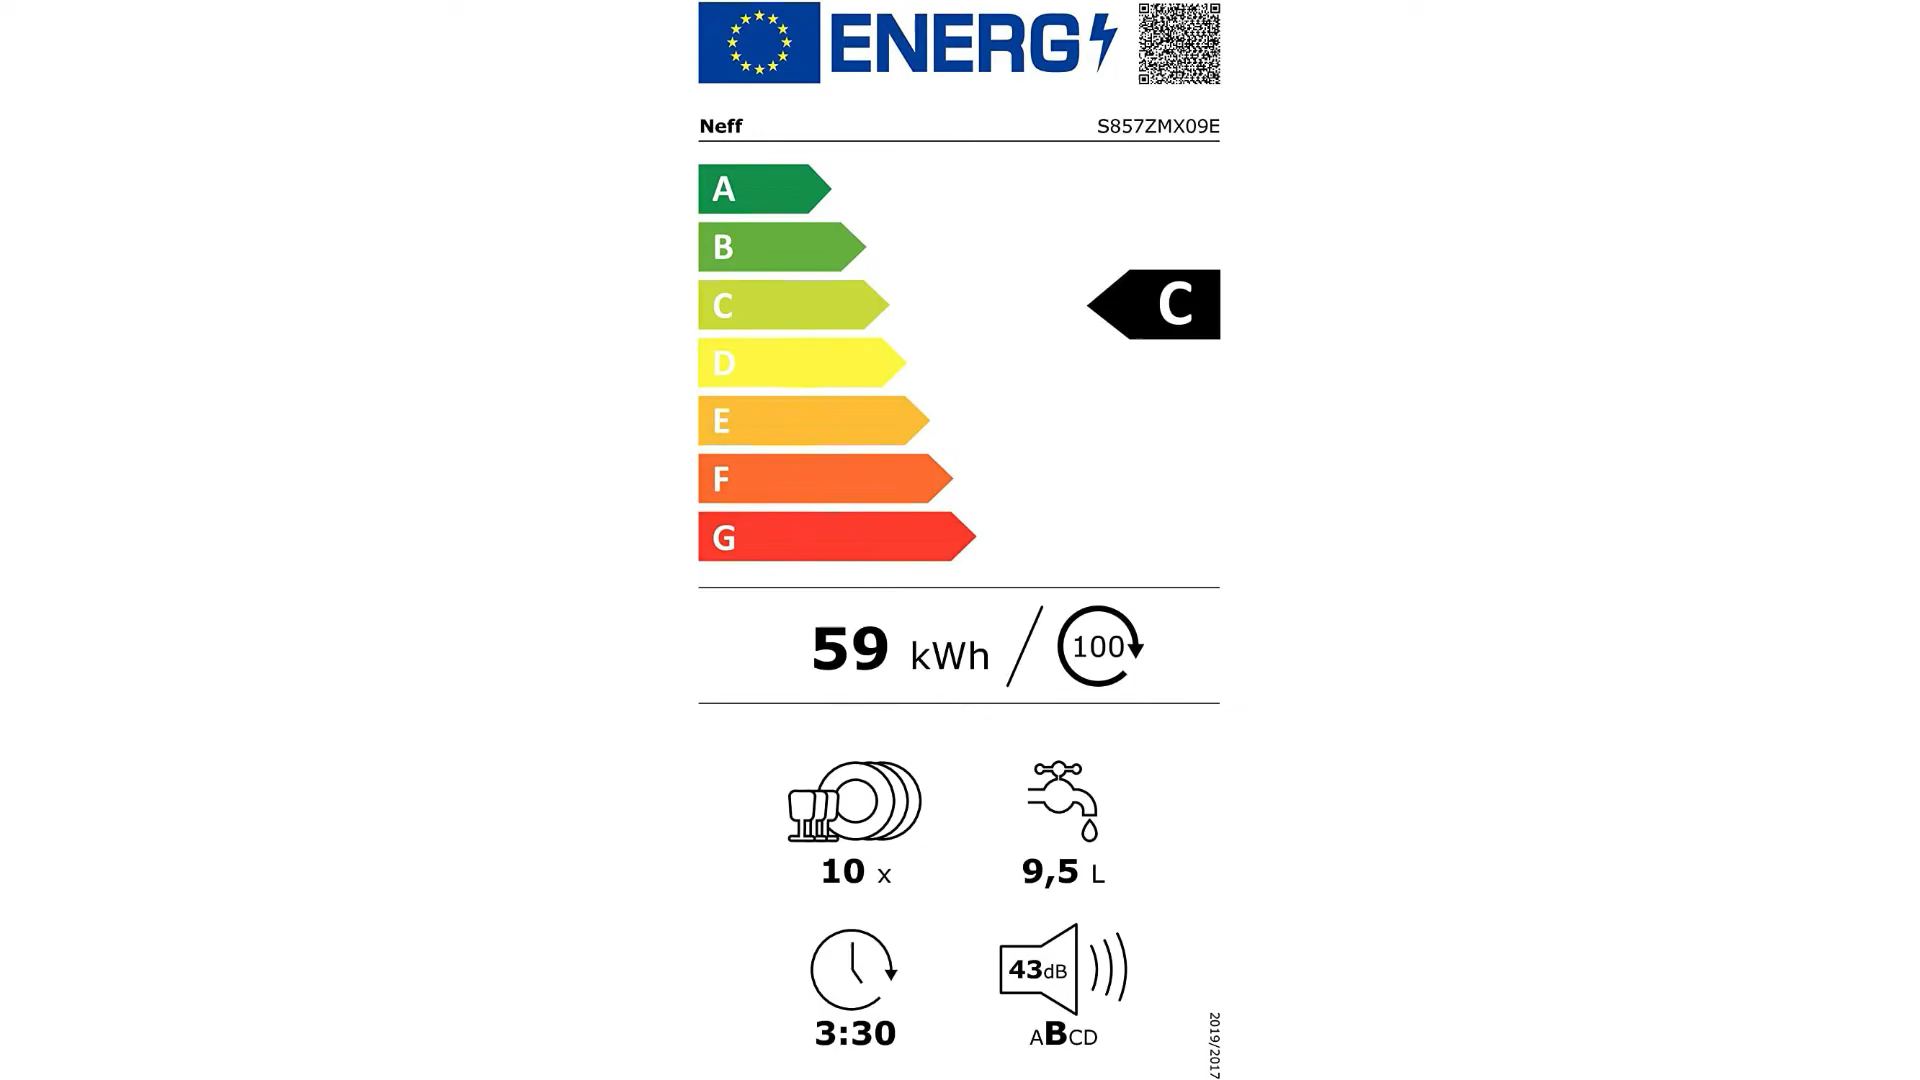 ENERG
Neff S857ZMX09E
A
B
C
C
D
E
F
G
59 kWh / 100
10 x
9,5 L
3:30
43dB
ABCD
2019/2017